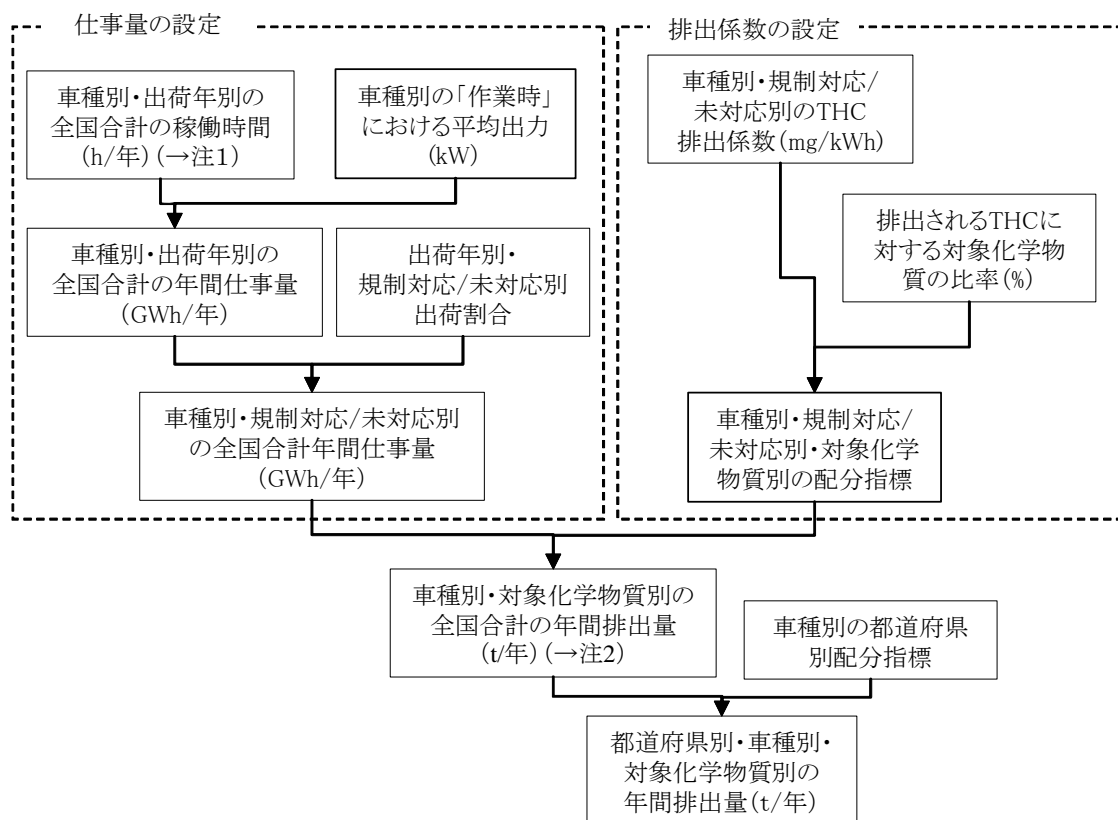 仕事量の設定
車種別・出荷年別の
全国合計の稼働時間
(h/年)(→注1)
車種別の「作業時」
における平均出力
(kW)
車種別・出荷年別の
全国合計の年間仕事量
(GWh/年)
出荷年別・
規制対応/未対応別
出荷割合
車種別・規制対応/未対応別
の全国合計年間仕事量
(GWh/年)
排出係数の設定
車種別・規制対応/
未対応別のTHC
排出係数(mg/kWh)
排出されるTHCに
対する対象化学物
質の比率(%)
車種別・規制対応/
未対応別・対象化学
物質別の配分指標
車種別・対象化学物質別の
全国合計の年間排出量
(t/年)(→注2)
車種別の都道府県
別配分指標
都道府県別・車種別・
対象化学物質別の
年間排出量(t/年)